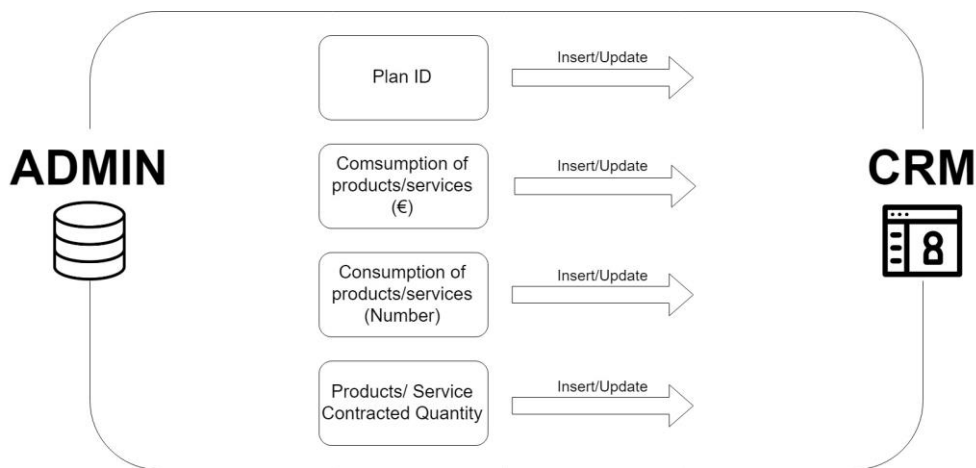 Plan ID
Insert/Update
ADMIN
Comsumption of
products/services
(€)
Insert/Update
CRM
Consumption of
products/services
(Number)
Insert/Update
Products/ Service
Contracted Quantity
Insert/Update